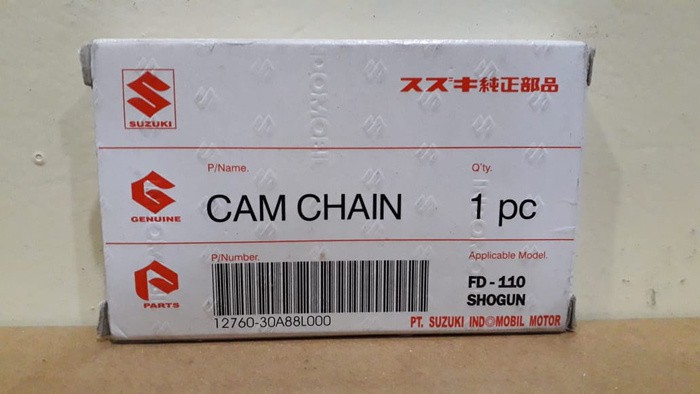 SUZUKI
スズキ純正部品
P/Name.
Q'ty.
GENUINE
CAM CHAIN
1 pc
P/Number.
Applicable Model.
PARTS
FD - 110
SHOGUN
12760-30A88L000
PT. SUZUKI INDOMOBIL MOTOR